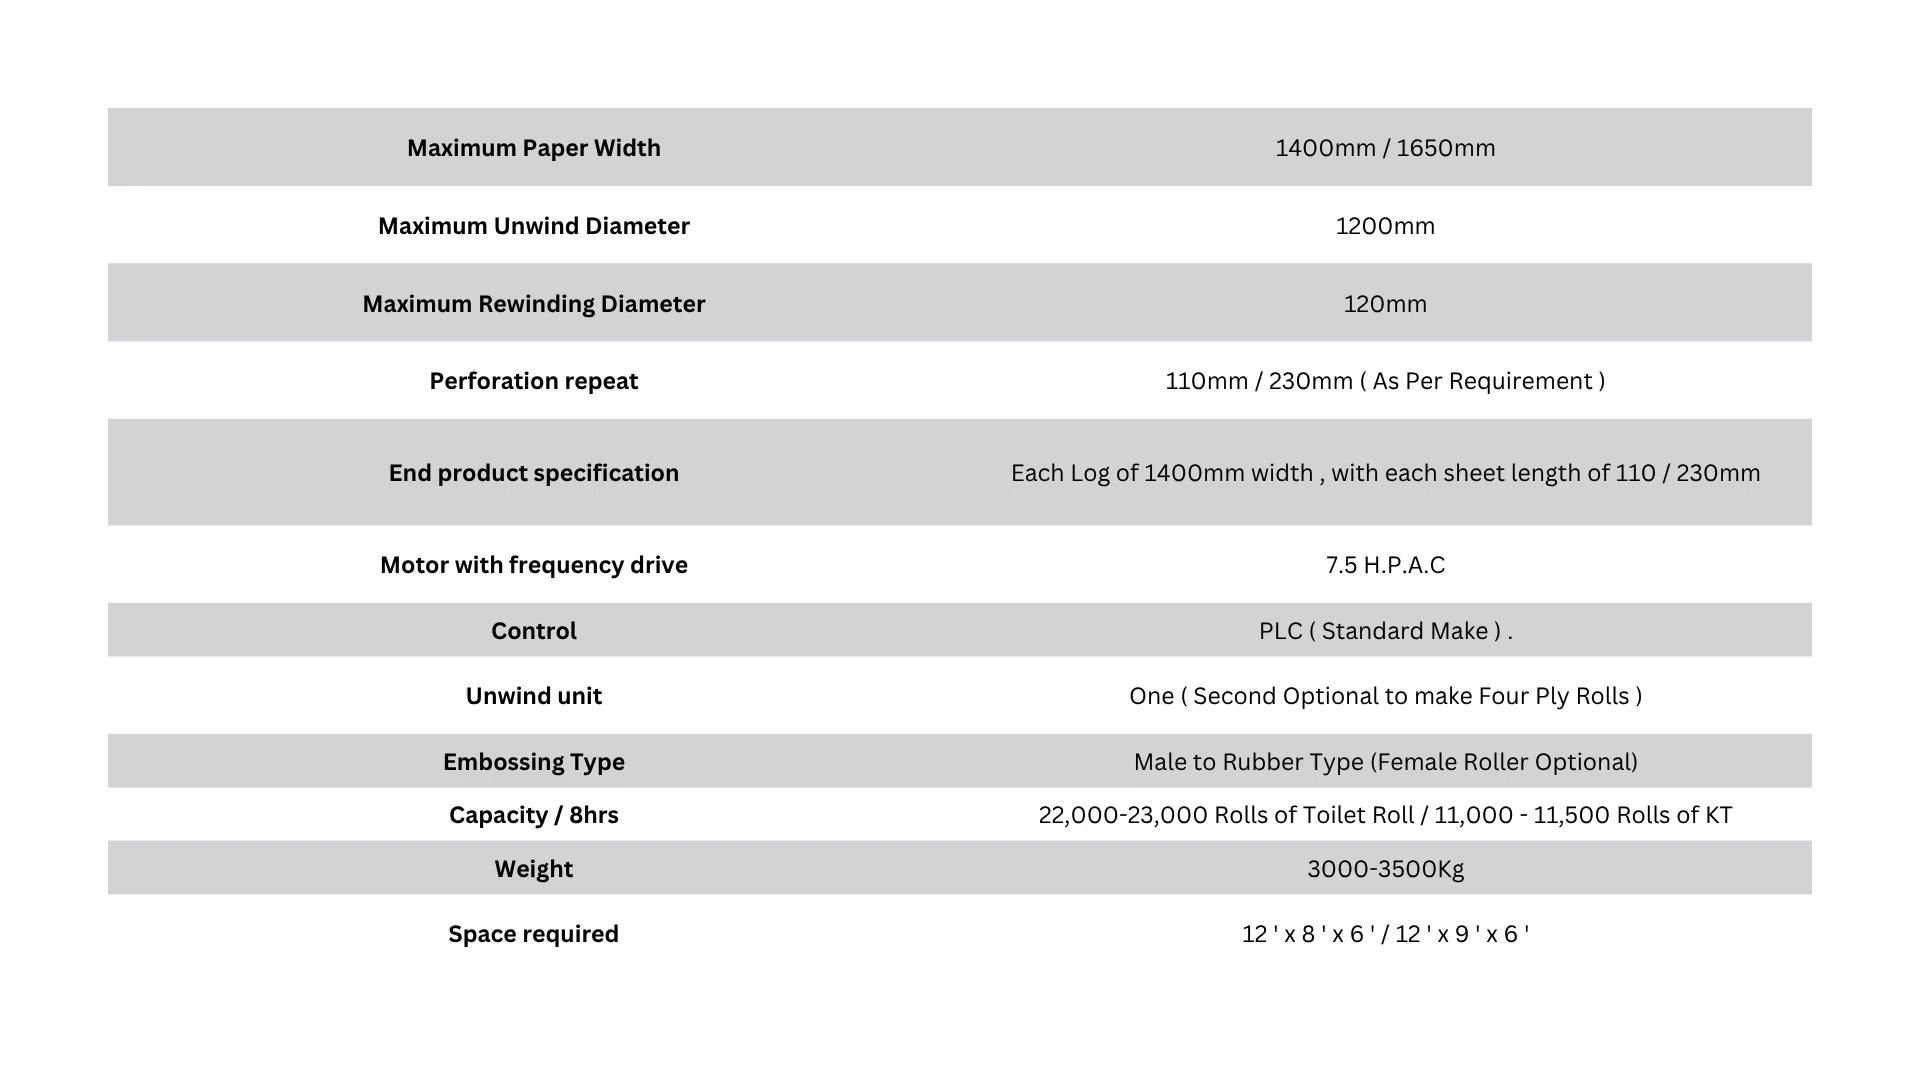 Maximum Paper Width 1400mm / 1650mm
Maximum Unwind Diameter 1200mm
Maximum Rewinding Diameter 120mm
Perforation repeat 110mm / 230mm ( As Per Requirement )
End product specification Each Log of 1400mm width , with each sheet length of 110 / 230mm
Motor with frequency drive 7.5 H.P.A.C
Control PLC ( Standard Make ) .
Unwind unit One ( Second Optional to make Four Ply Rolls )
Embossing Type Male to Rubber Type (Female Roller Optional)
Capacity / 8hrs 22,000-23,000 Rolls of Toilet Roll / 11,000 - 11,500 Rolls of KT
Weight 3000-3500Kg
Space required 12 ' x 8 ' x 6 ' / 12 ' x 9 ' x 6 '